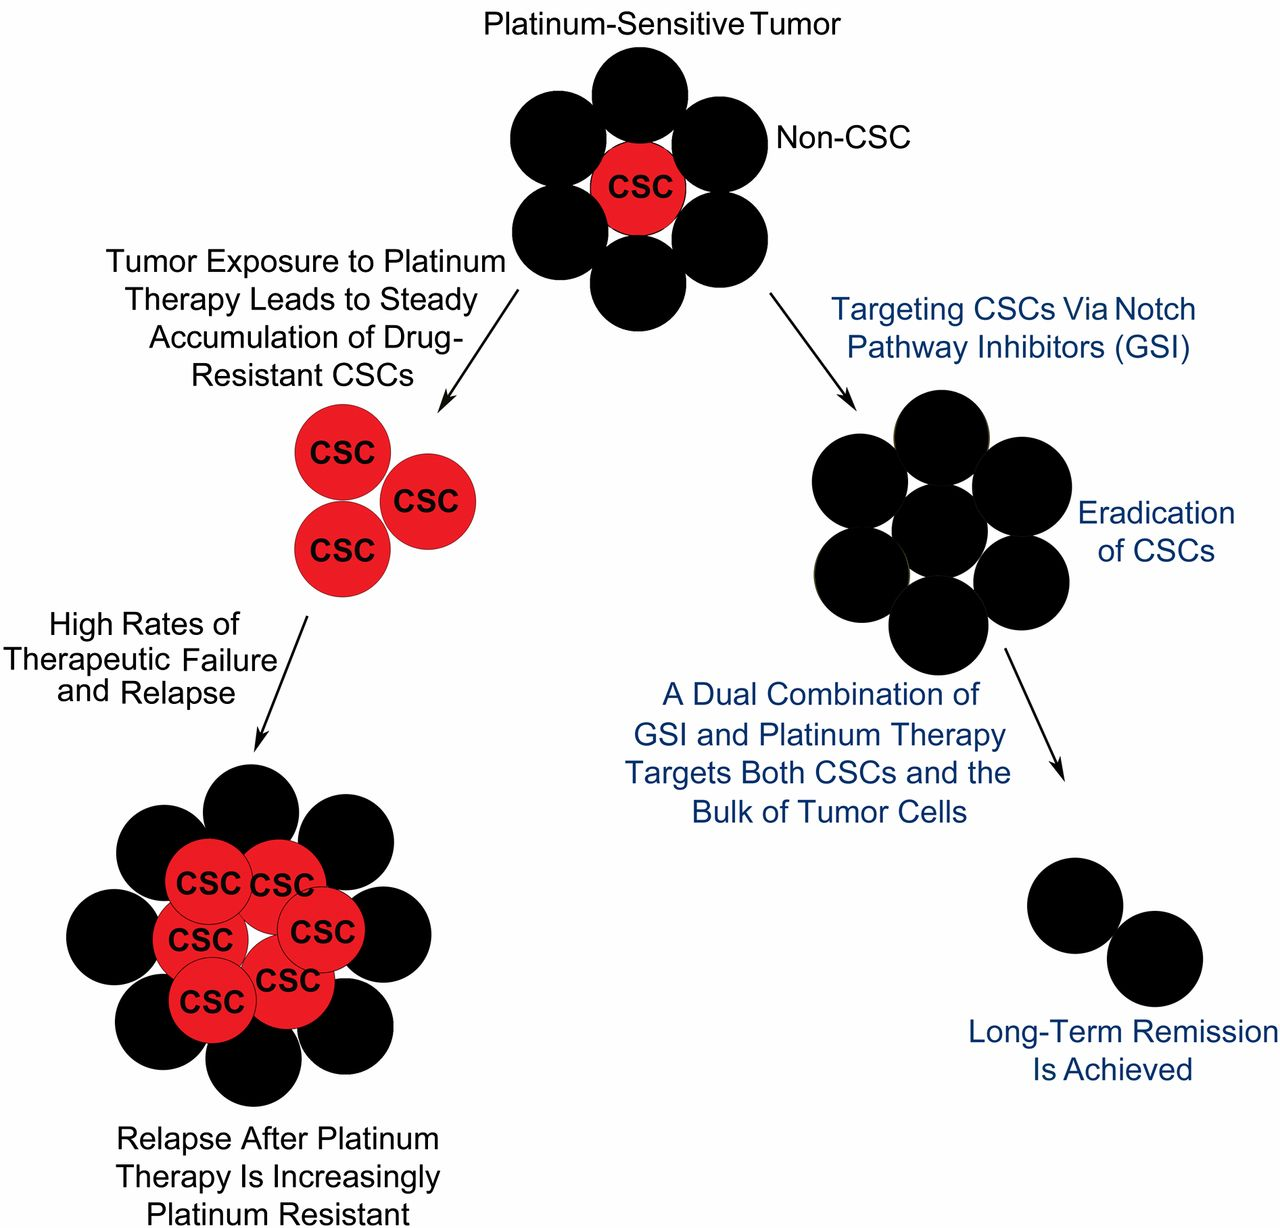 Platinum-Sensitive Tumor
Non-CSC
CSC
Tumor Exposure to Platinum
Therapy Leads to Steady
Accumulation of Drug-
Resistant CSCs
CSC
CSC
CSC
High Rates of
Therapeutic Failure
and Relapse
CSC
CSC
CSC
CSC
CSC
CSC
Relapse After Platinum
Therapy Is Increasingly
Platinum Resistant
Targeting CSCs Via Notch
Pathway Inhibitors (GSI)
Eradication
of CSCs
A Dual Combination of
GSI and Platinum Therapy
Targets Both CSCs and the
Bulk of Tumor Cells
Long-Term Remission
Is Achieved